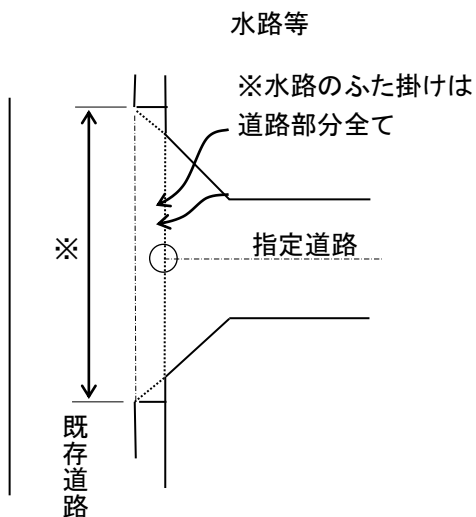 水路等
※水路のふた掛けは
道路部分全て
※
指定道路
既存道路